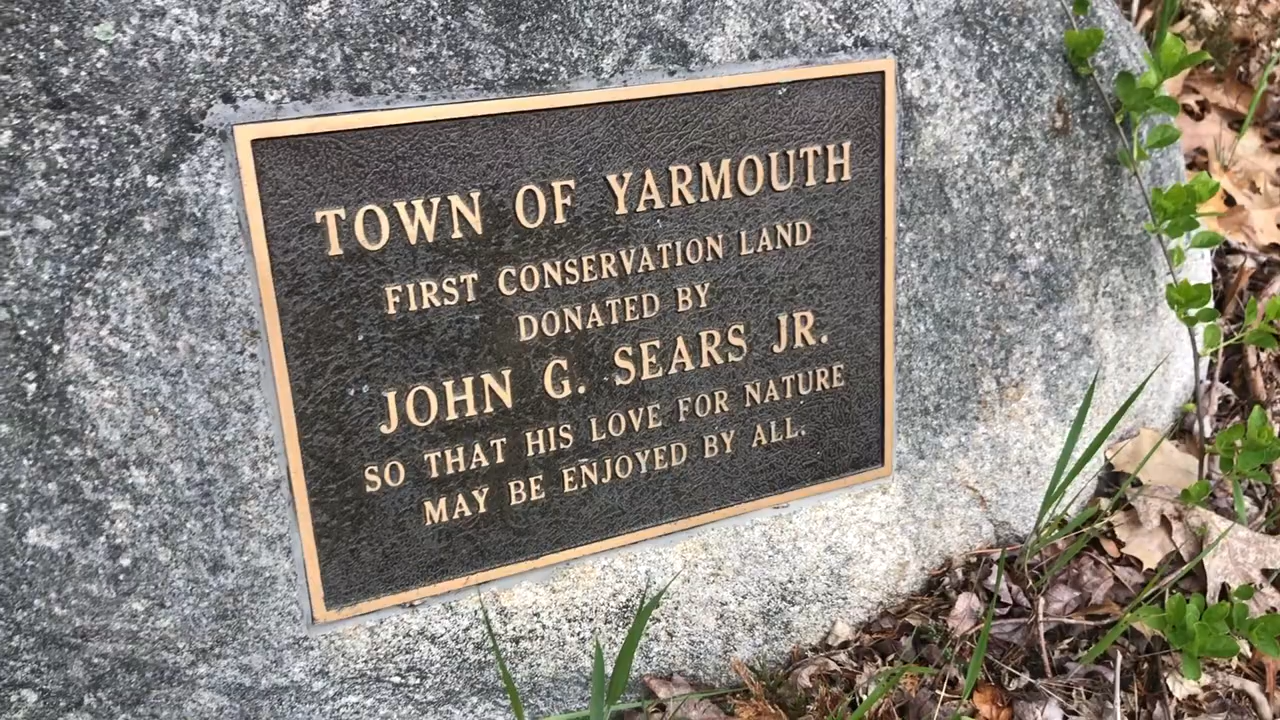 TOWN OF YARMOUTH
FIRST CONSERVATION LAND
DONATED BY
JOHN G. SEARS JR.
SO THAT HIS LOVE FOR NATURE
MAY BE ENJOYED BY ALL.